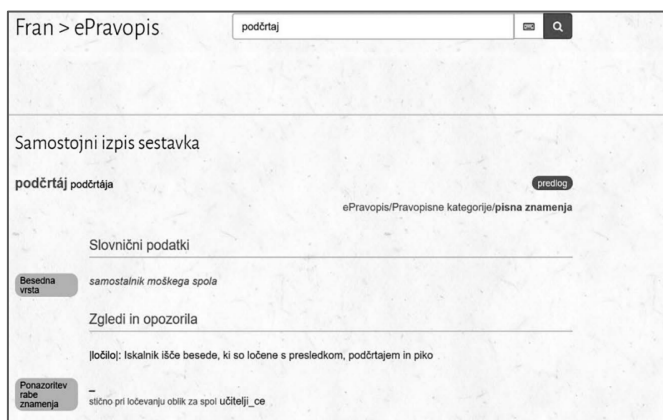 Fran > ePravopis
podčrtaj
Samostojni izpis sestavka
podčrtáj podčrtája
predlog
ePravopis/Pravopisne kategorije/pisna znamenja
Slovnični podatki
Besedna vrsta
samostalnik moškega spola
Zgledi in opozorila
|ločilo|: Iskalnik išče besede, ki so ločene s presledkom, podčrtajem in piko
Ponazoritev rabe znamenja
_
stično pri ločevanju oblik za spol učitelji_ce